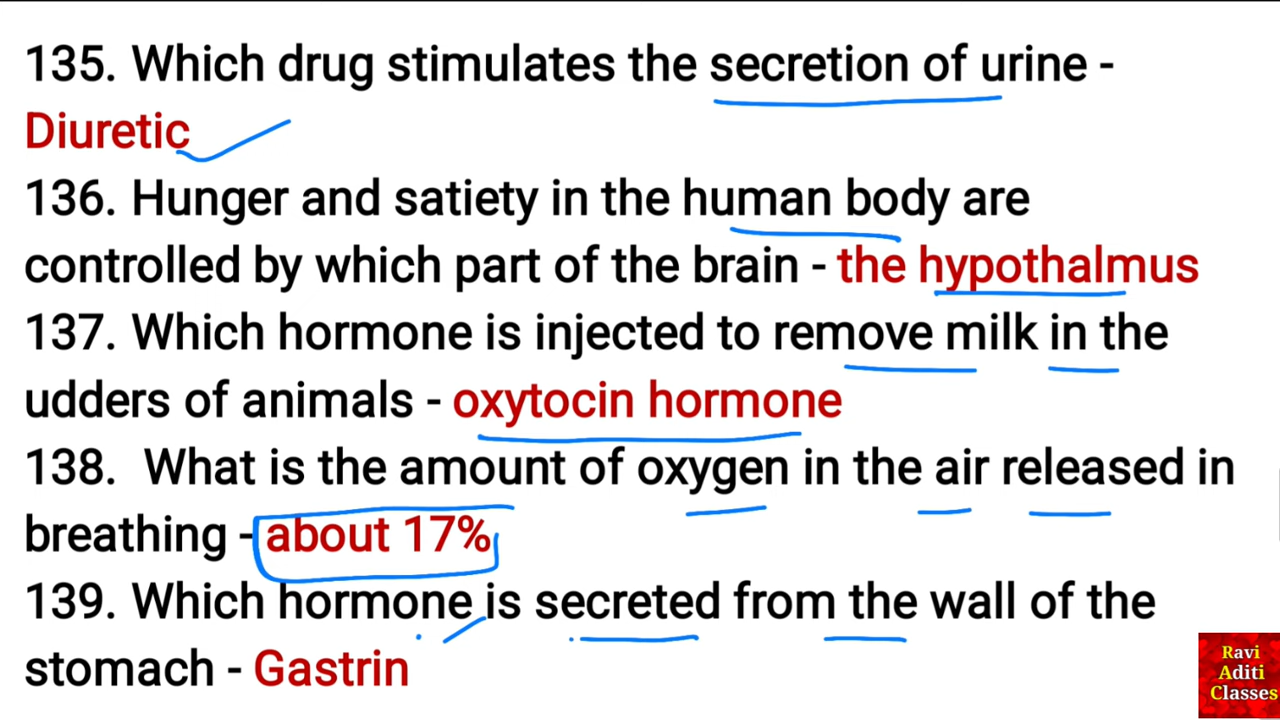 135. Which drug stimulates the secretion of urine -
Diuretic
136. Hunger and satiety in the human body are
controlled by which part of the brain - the hypothalmus
137. Which hormone is injected to remove milk in the
udders of animals - oxytocin hormone
138. What is the amount of oxygen in the air released in
breathing - about 17%
139. Which hormone is secreted from the wall of the
stomach - Gastrin
Ravi
Aditi
Classes